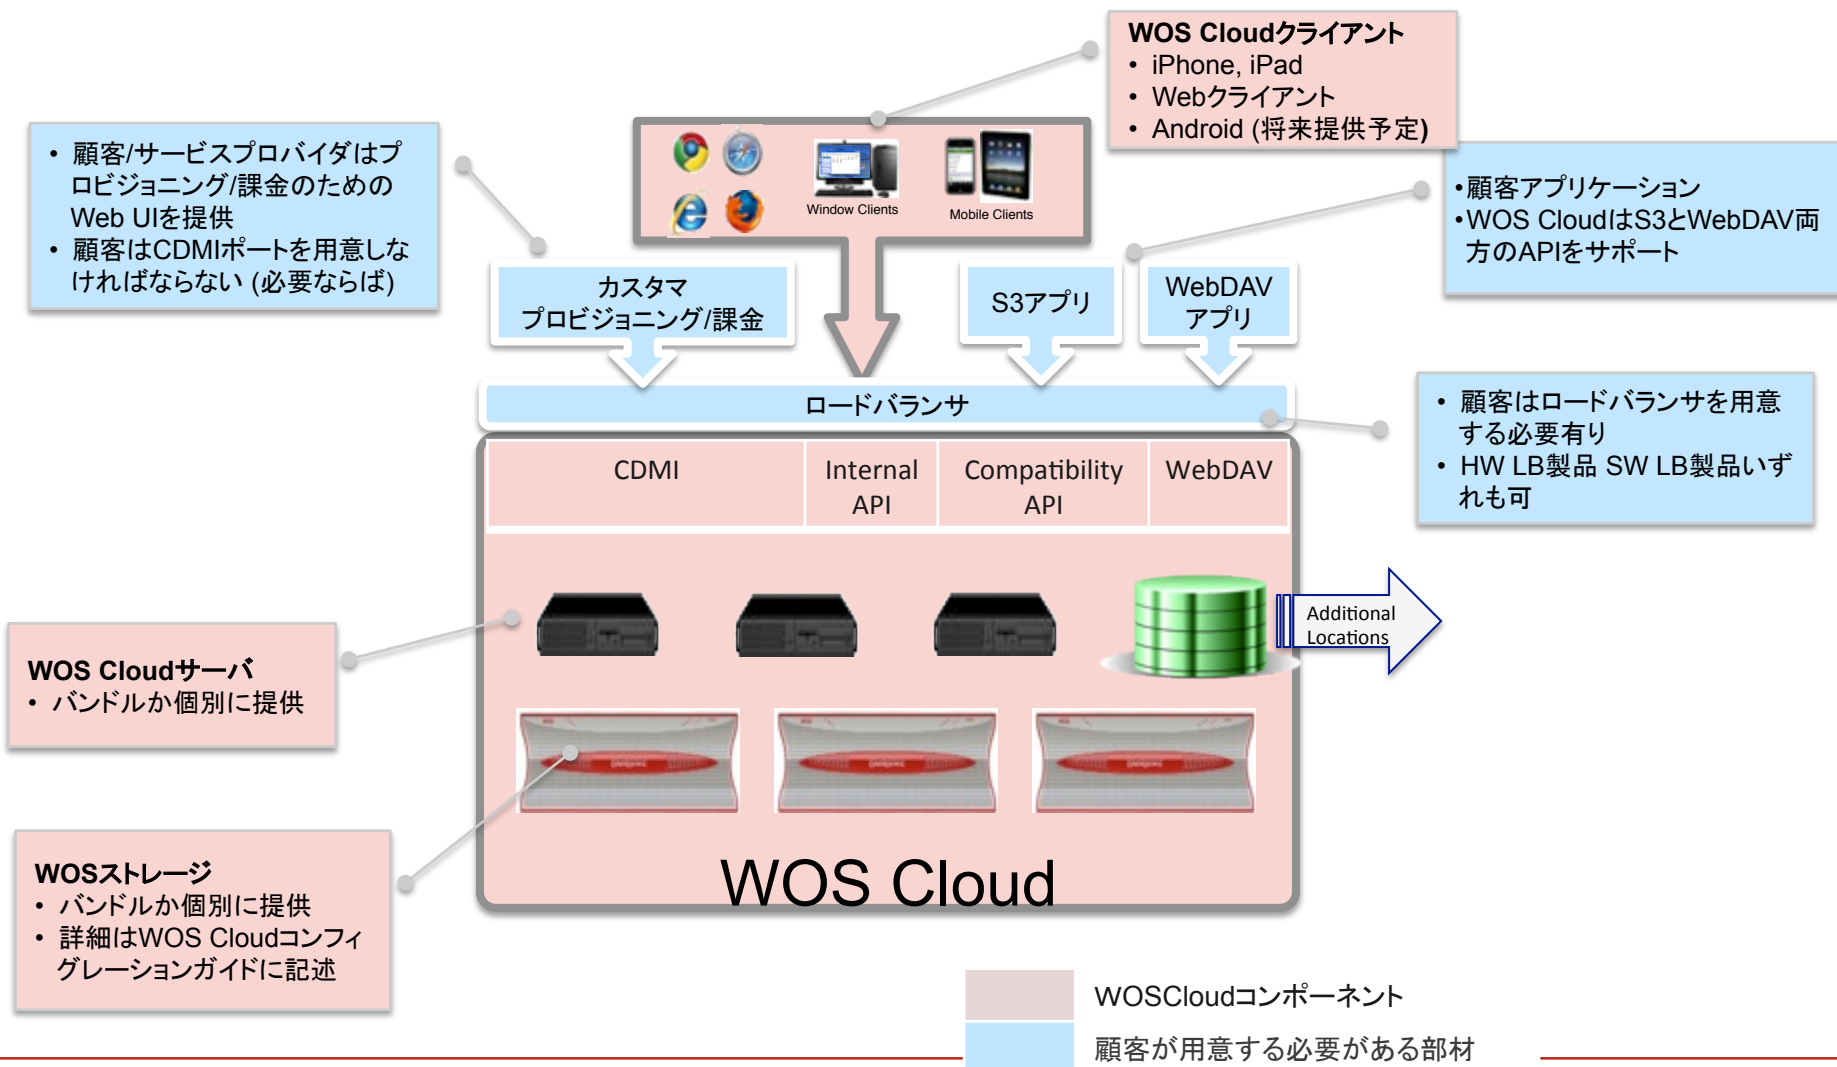 WOS Cloudクライアント
• iPhone, iPad
• Webクライアント
• Android (将来提供予定)
• 顧客/サービスプロバイダはプ
ロビジョニング/課金のための
Web UIを提供
• 顧客はCDMIポートを用意しな
ければならない (必要ならば)
Window Clients
Mobile Clients
•顧客アプリケーション
•WOS CloudはS3とWebDAV両
方のAPIをサポート
カスタマ
プロビジョニング/課金
S3アプリ
WebDAV
アプリ
ロードバランサ
• 顧客はロードバランサを用意
する必要有り
• HW LB製品 SW LB製品いず
れも可
CDMI
Internal
API
Compatibility
API
WebDAV
Additional
Locations
WOS Cloudサーバ
• バンドルか個別に提供
WOSストレージ
• バンドルか個別に提供
• 詳細はWOS Cloudコンフィ
グレーションガイドに記述
WOS Cloud
WOSCloudコンポーネント
顧客が用意する必要がある部材